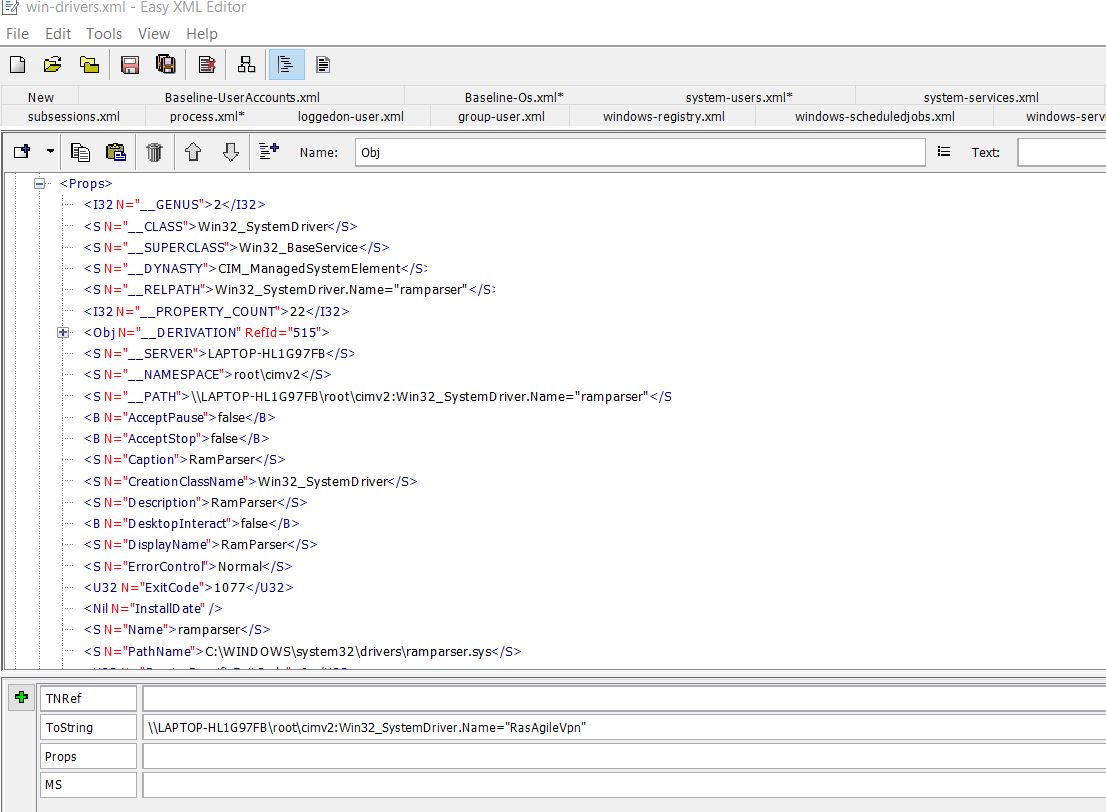 win-drivers.xml - Easy XML Editor
File Edit Tools View Help
New Baseline-UserAccounts.xml Baseline-Os.xml* system-users.xml* system-services.xml
subsessions.xml process.xml* loggedon-user.xml group-user.xml windows-registry.xml windows-scheduledjobs.xml windows-serv
Name: Obj Text:
<Props>
<I32 N="__GENUS">2</I32>
<S N="__CLASS">Win32_SystemDriver</S>
<S N="__SUPERCLASS">Win32_BaseService</S>
<S N="__DYNASTY">CIM_ManagedSystemElement</S>
<S N="__RELPATH">Win32_SystemDriver.Name="ramparser"</S>
<I32 N="__PROPERTY_COUNT">22</I32>
<Obj N="__DERIVATION" RefId="515">
<S N="__SERVER">LAPTOP-HL1G97FB</S>
<S N="__NAMESPACE">root\cimv2</S>
<S N="__PATH">\\LAPTOP-HL1G97FB\root\cimv2:Win32_SystemDriver.Name="ramparser"</S
<B N="AcceptPause">false</B>
<B N="AcceptStop">false</B>
<S N="Caption">RamParser</S>
<S N="CreationClassName">Win32_SystemDriver</S>
<S N="Description">RamParser</S>
<B N="DesktopInteract">false</B>
<S N="DisplayName">RamParser</S>
<S N="ErrorControl">Normal</S>
<U32 N="ExitCode">1077</U32>
<Nil N="InstallDate" />
<S N="Name">ramparser</S>
<S N="PathName">C:\WINDOWS\system32\drivers\ramparser.sys</S>
TNRef
ToString \\LAPTOP-HL1G97FB\root\cimv2:Win32_SystemDriver.Name="RasAgileVpn"
Props
MS